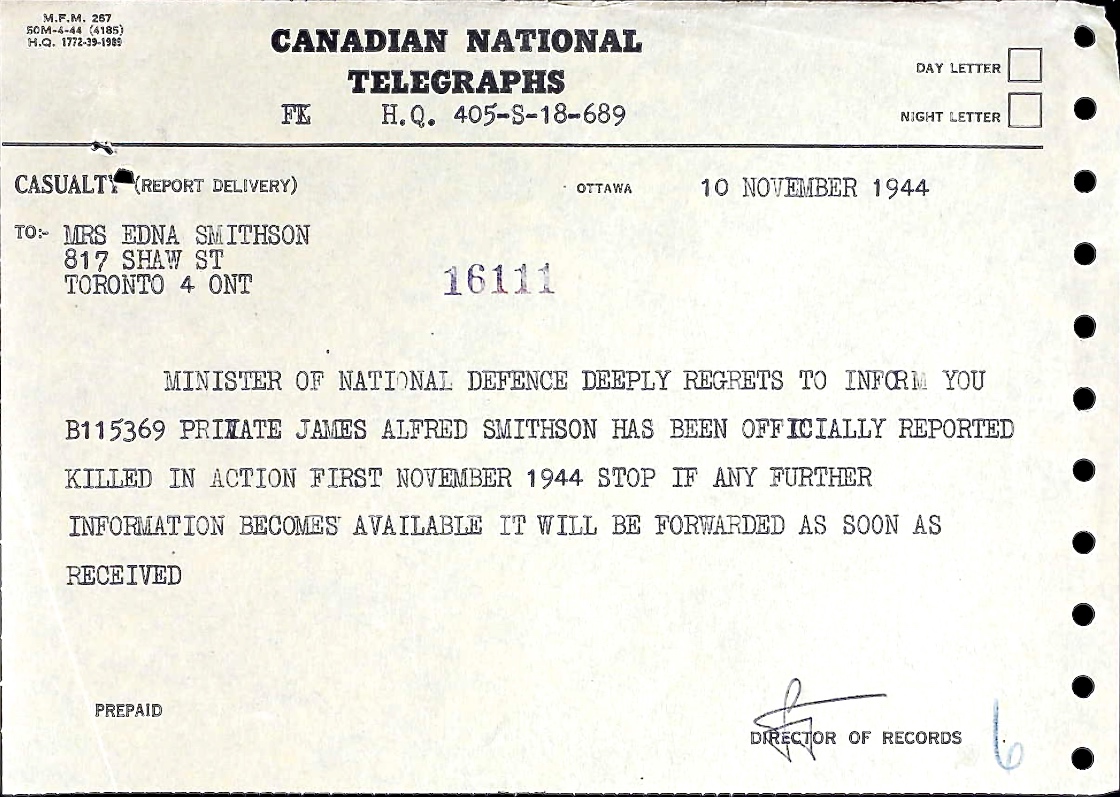 M.F.M. 267
50M-4-44 (4185)
H.Q. 1772-39-1989
CANADIAN NATIONAL
TELEGRAPHS
H.Q. 405-S-18-689
DAY LETTER
NIGHT LETTER
CASUALTY (REPORT DELIVERY)
OTTAWA 10 NOVEMBER 1944
TO:- MRS EDNA SMITHSON
817 SHAW ST
TORONTO 4 ONT
16111
MINISTER OF NATIONAL DEFENCE DEEPLY REGRETS TO INFORM YOU
B115369 PRIVATE JAMES ALFRED SMITHSON HAS BEEN OFFICIALLY REPORTED
KILLED IN ACTION FIRST NOVEMBER 1944 STOP IF ANY FURTHER
INFORMATION BECOMES AVAILABLE IT WILL BE FORWARDED AS SOON AS
RECEIVED
PREPAID
DIRECTOR OF RECORDS
6